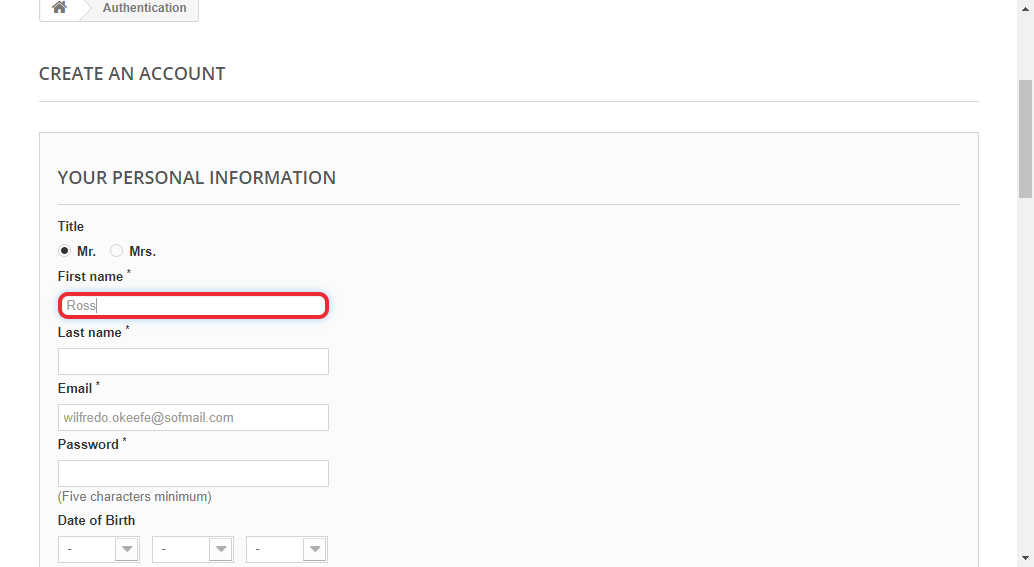 Authentication
CREATE AN ACCOUNT
YOUR PERSONAL INFORMATION
Title
Mr. Mrs.
First name *
Ross
Last name *
Email *
wilfredo.okeefe@sofmail.com
Password *
(Five characters minimum)
Date of Birth
- - -